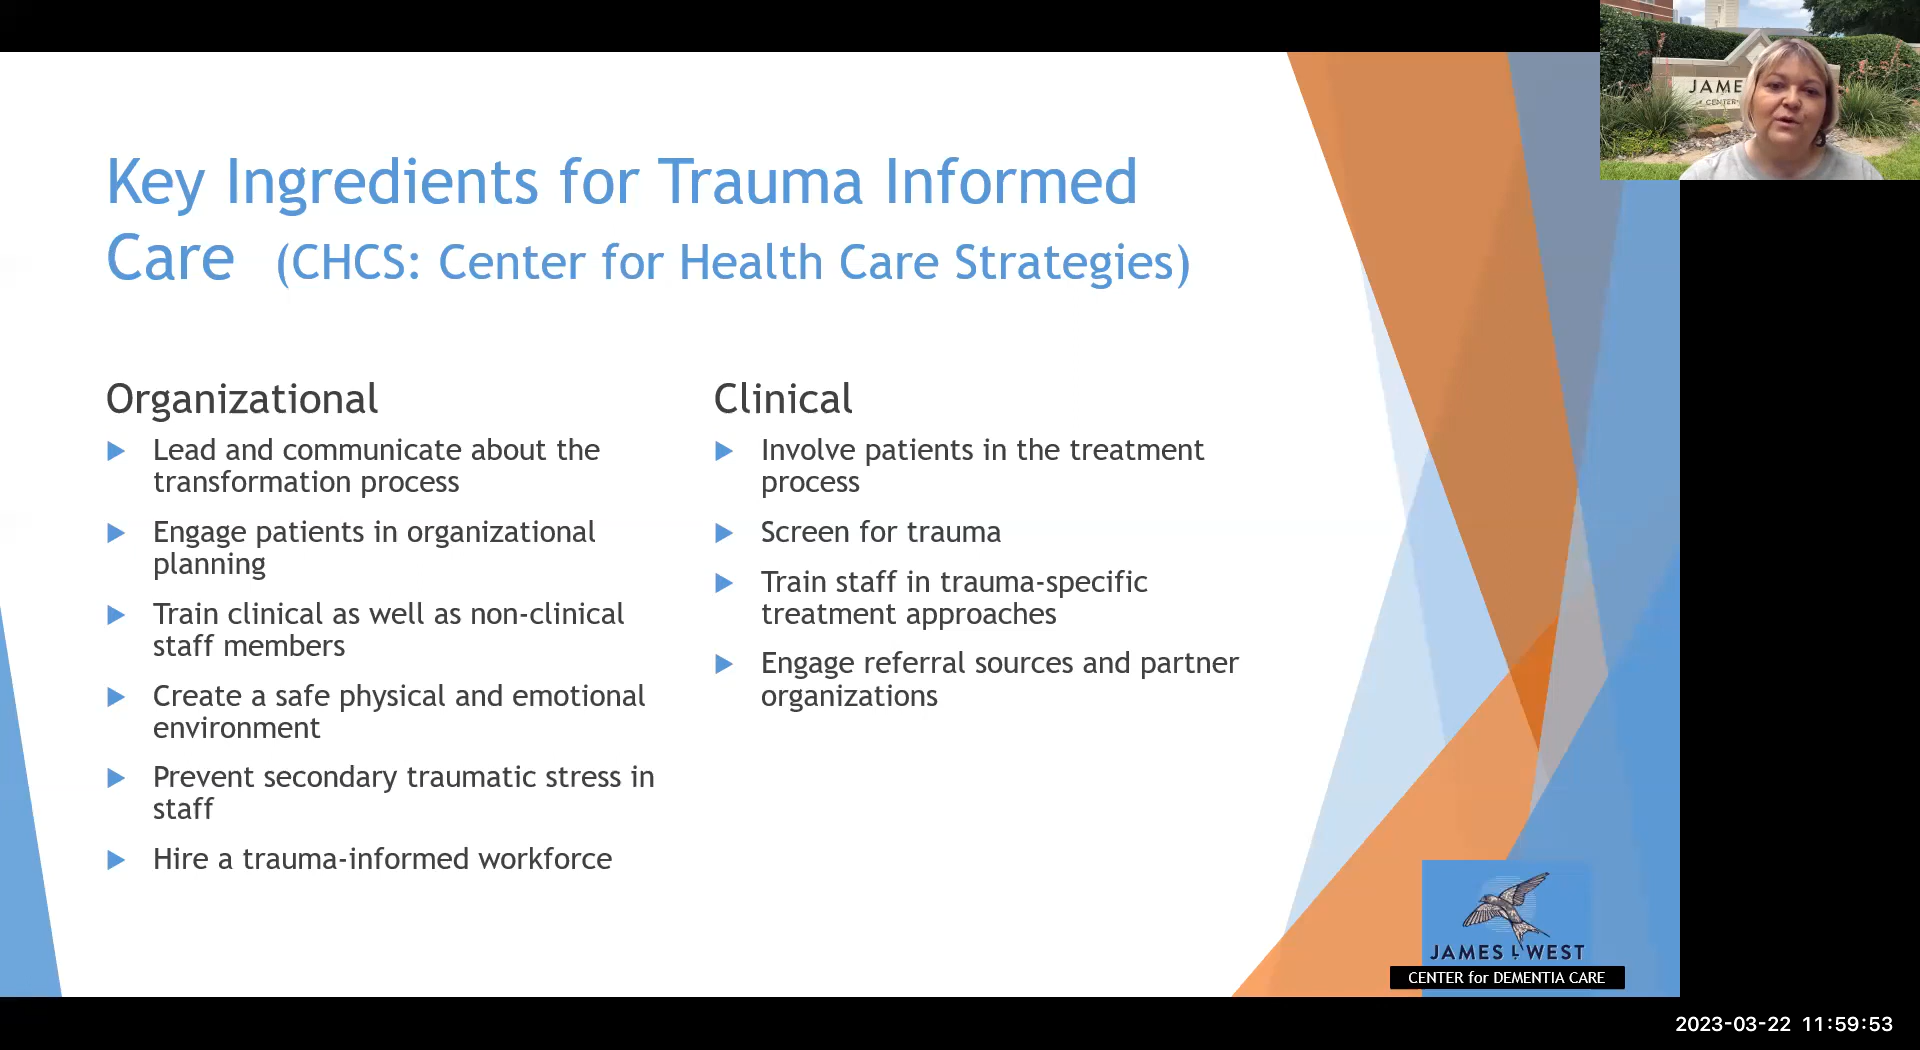 JAME
CENTER
Key Ingredients for Trauma Informed
Care (CHCS: Center for Health Care Strategies)
Organizational
Lead and communicate about the
transformation process
Engage patients in organizational
planning
Train clinical as well as non-clinical
staff members
Create a safe physical and emotional
environment
Prevent secondary traumatic stress in
staff
Hire a trauma-informed workforce
Clinical
Involve patients in the treatment
process
Screen for trauma
Train staff in trauma-specific
treatment approaches
Engage referral sources and partner
organizations
JAMES L WEST
CENTER for DEMENTIA CARE
2023-03-22 11:59:53